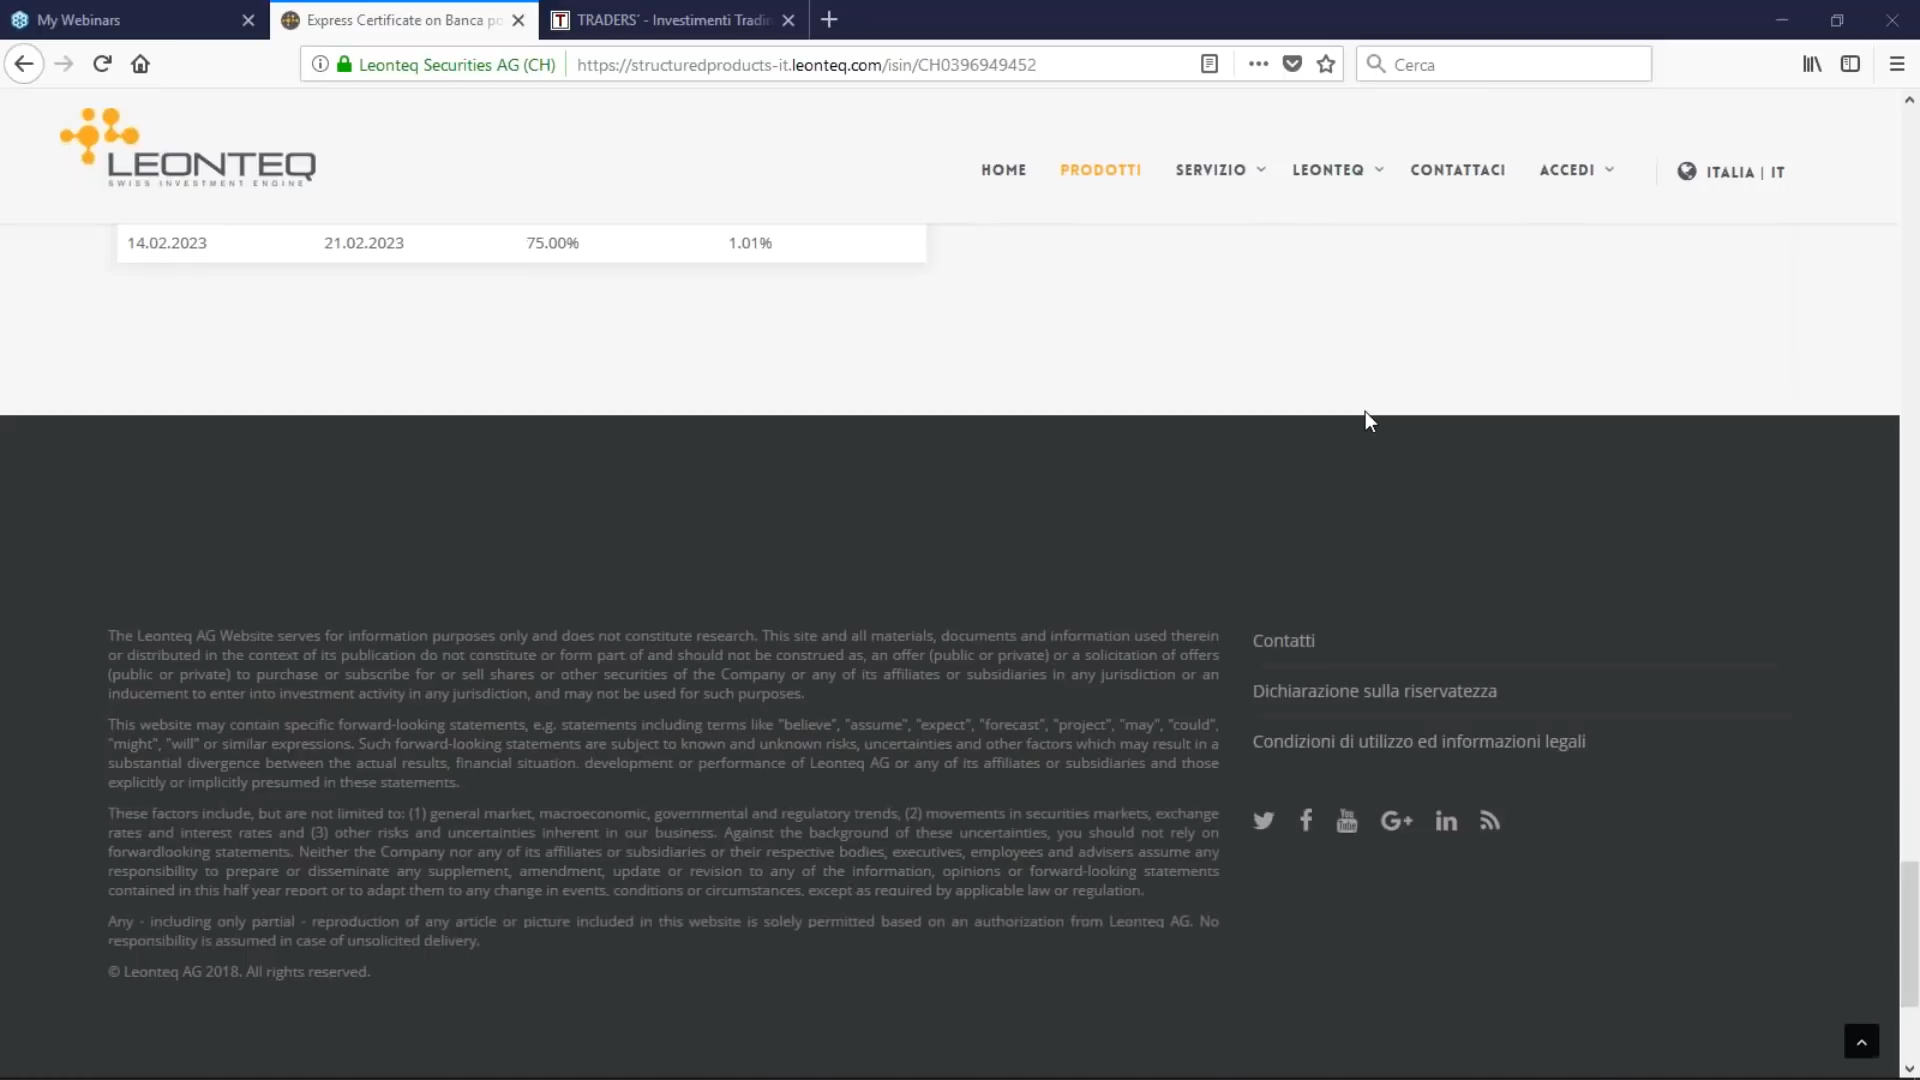 My Webinars
Express Certificate on Banca po
TRADERS´ - Investimenti Tradin
Leonteq Securities AG (CH)
https://structuredproducts-it.leonteq.com/isin/CH0396949452
Cerca
LEONTEQ
SWISS INVESTMENT ENGINE
HOME
PRODOTTI
SERVIZIO
LEONTEQ
CONTATTACI
ACCEDI
ITALIA | IT
14.02.2023 21.02.2023 75.00% 1.01%
The Leonteq AG Website serves for information purposes only and does not constitute research. This site and all materials, documents and information used therein
or distributed in the context of its publication do not constitute or form part of and should not be construed as, an offer (public or private) or a solicitation of offers
(public or private) to purchase or subscribe for or sell shares or other securities of the Company or any of its affiliates or subsidiaries in any jurisdiction or an
inducement to enter into investment activity in any jurisdiction, and may not be used for such purposes.
This website may contain specific forward-looking statements, e.g. statements including terms like "believe", "assume", "expect", "forecast", "project", "may", "could",
"might", "will" or similar expressions. Such forward-looking statements are subject to known and unknown risks, uncertainties and other factors which may result in a
substantial divergence between the actual results, financial situation. development or performance of Leonteq AG or any of its affiliates or subsidiaries and those
explicitly or implicitly presumed in these statements.
These factors include, but are not limited to: (1) general market, macroeconomic, governmental and regulatory trends, (2) movements in securities markets, exchange
rates and interest rates and (3) other risks and uncertainties inherent in our business. Against the background of these uncertainties, you should not rely on
forwardlooking statements. Neither the Company nor any of its affiliates or subsidiaries or their respective bodies, executives, employees and advisers assume any
responsibility to prepare or disseminate any supplement, amendment, update or revision to any of the information, opinions or forward-looking statements
contained in this half year report or to adapt them to any change in events, conditions or circumstances, except as required by applicable law or regulation.
Any - including only partial - reproduction of any article or picture included in this website is solely permitted based on an authorization from Leonteq AG. No
responsibility is assumed in case of unsolicited delivery.
© Leonteq AG 2018. All rights reserved.
Contatti
Dichiarazione sulla riservatezza
Condizioni di utilizzo ed informazioni legali